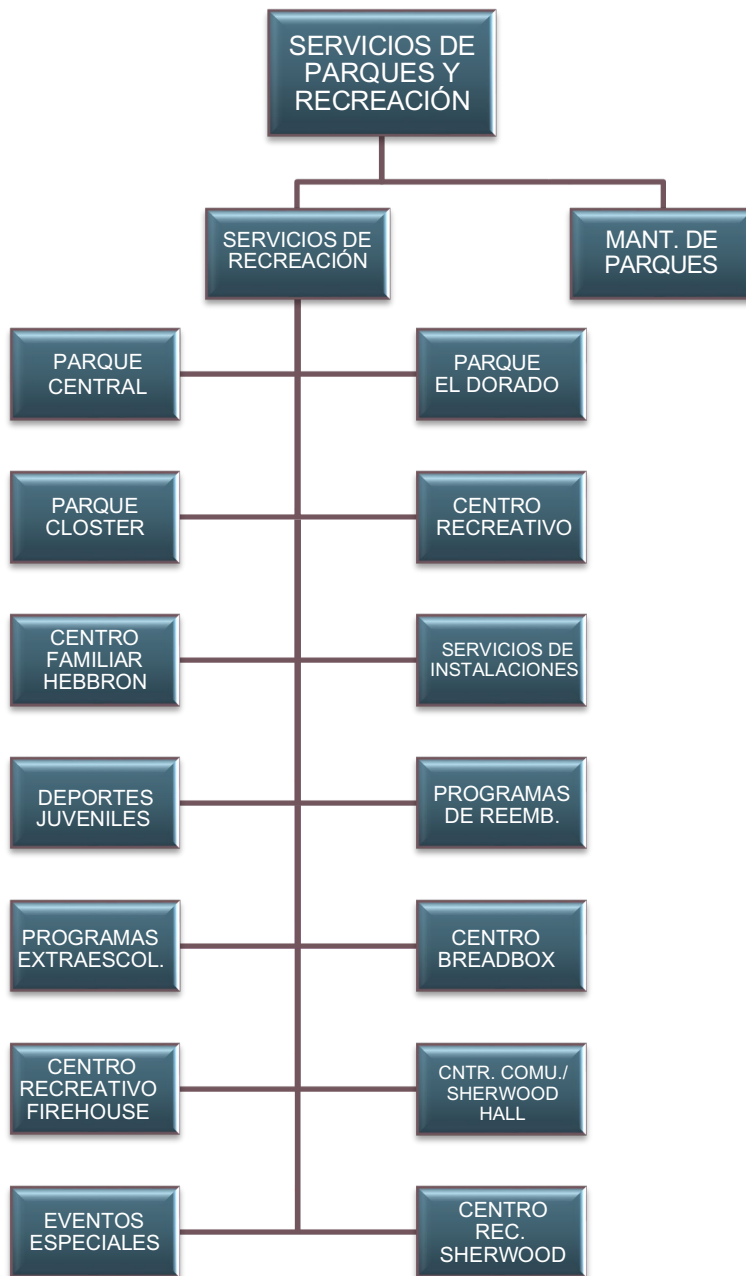 SERVICIOS DE
PARQUES Y
RECREACIÓN
SERVICIOS DE
RECREACIÓN
MANT. DE
PARQUES
PARQUE
CENTRAL
PARQUE
EL DORADO
PARQUE
CLOSTER
CENTRO
RECREATIVO
CENTRO
FAMILIAR
HEBBRON
SERVICIOS DE
INSTALACIONES
DEPORTES
JUVENILES
PROGRAMAS
DE REEMB.
PROGRAMAS
EXTRAESCOL.
CENTRO
BREADBOX
CENTRO
RECREATIVO
FIREHOUSE
CNTR. COMU./
SHERWOOD
HALL
EVENTOS
ESPECIALES
CENTRO
REC.
SHERWOOD